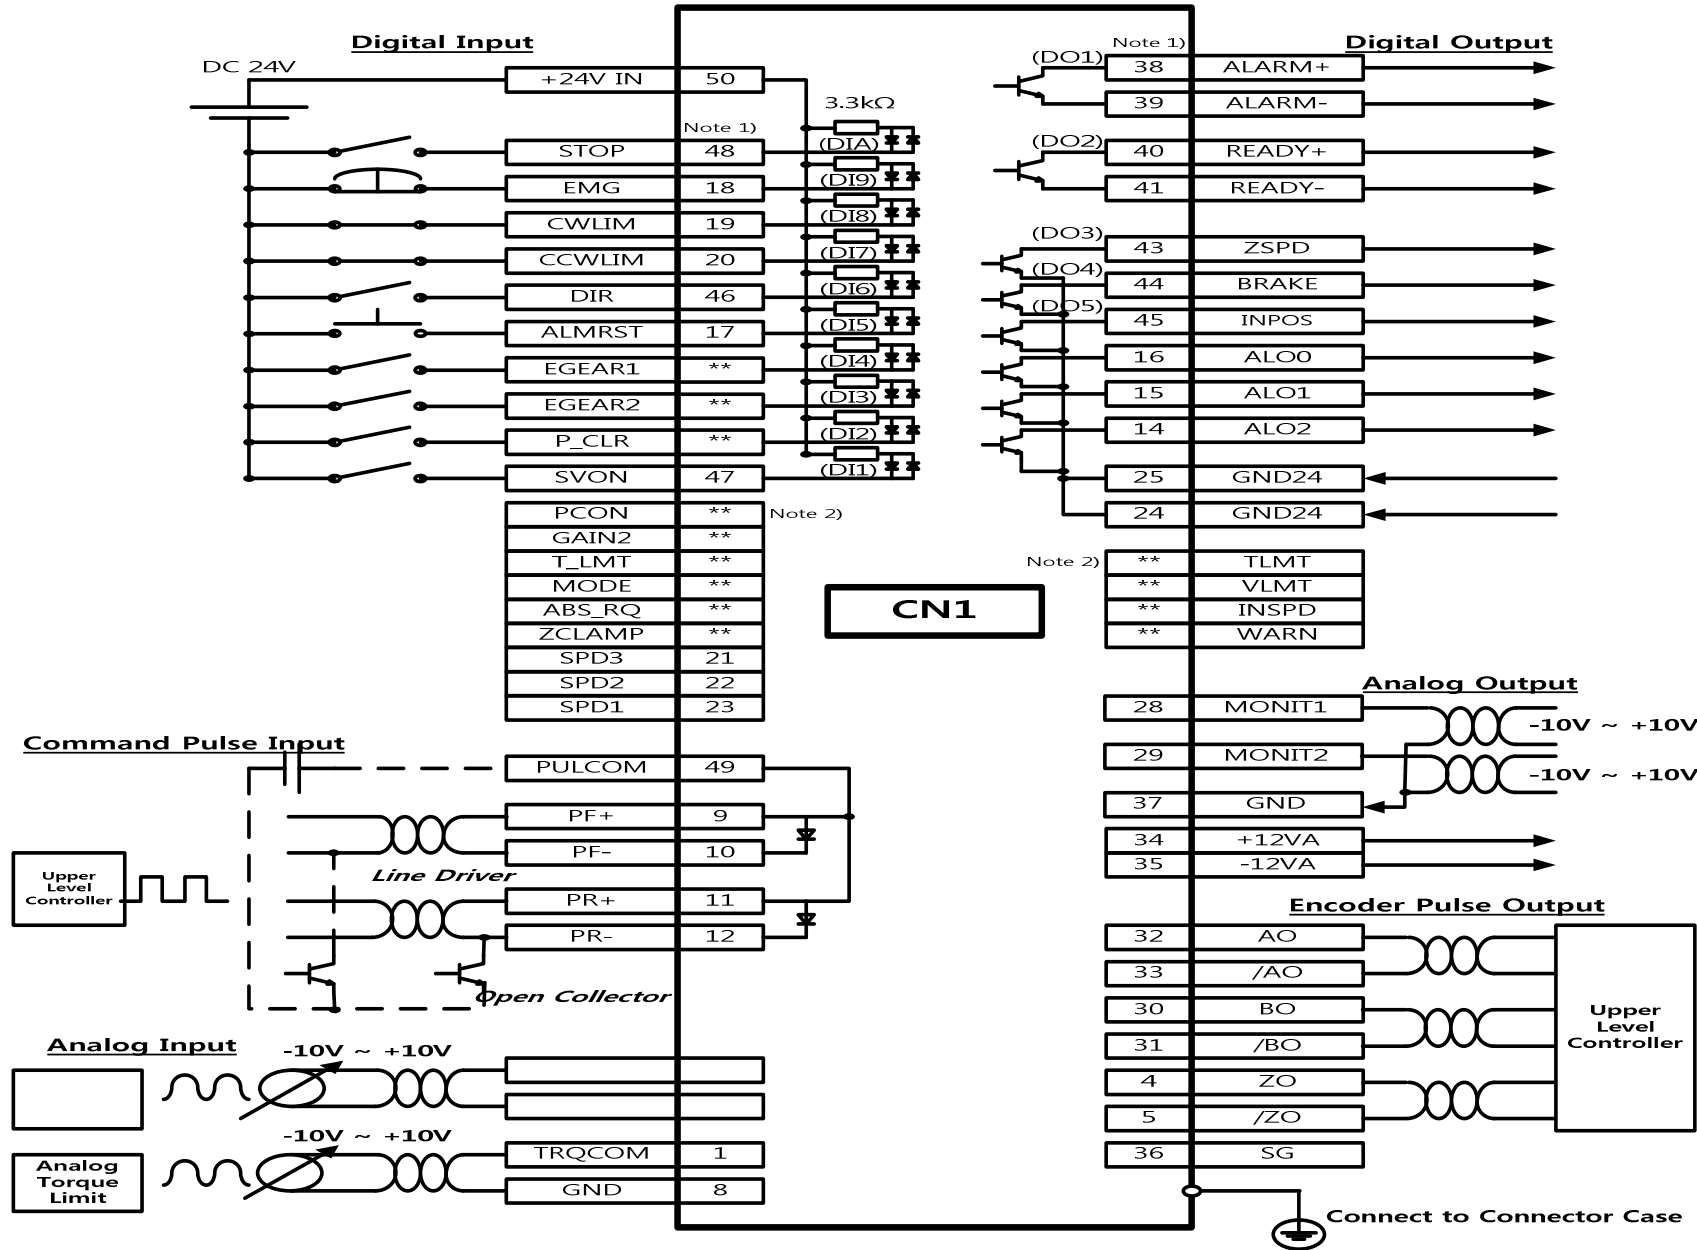 Digital Input
DC 24V
+24V IN 50
3.3kΩ
Note 1)
STOP 48 (DIA)
EMG 18 (DI9)
CWLIM 19 (DI8)
CCWLIM 20 (DI7)
DIR 46 (DI6)
ALMRST 17 (DI5)
EGEAR1 ** (DI4)
EGEAR2 ** (DI3)
P_CLR ** (DI2)
SVON 47 (DI1)
PCON ** Note 2)
GAIN2 **
T_LMT **
MODE **
ABS_RQ **
ZCLAMP **
SPD3 21
SPD2 22
SPD1 23
Command Pulse Input
PULCOM 49
PF+ 9
PF- 10
Line Driver
Upper
Level
Controller
PR+ 11
PR- 12
Open Collector
Analog Input
-10V ~ +10V
-10V ~ +10V
Analog
Torque
Limit
TRQCOM 1
GND 8
CN1
Digital Output
Note 1)
(DO1) 38 ALARM+
39 ALARM-
(DO2) 40 READY+
41 READY-
(DO3) 43 ZSPD
(DO4) 44 BRAKE
(DO5) 45 INPOS
16 ALO0
15 ALO1
14 ALO2
25 GND24
24 GND24
Note 2) ** TLMT
** VLMT
** INSPD
** WARN
Analog Output
28 MONIT1
-10V ~ +10V
29 MONIT2
-10V ~ +10V
37 GND
34 +12VA
35 -12VA
Encoder Pulse Output
32 AO
33 /AO
30 BO
31 /BO
4 ZO
5 /ZO
36 SG
Upper
Level
Controller
Connect to Connector Case